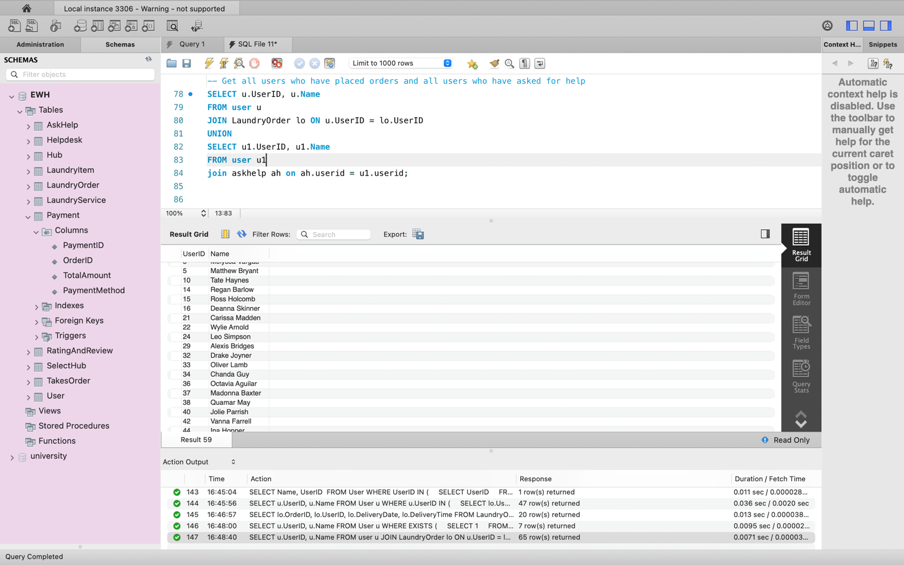 Local instance 3306 - Warning - not supported
Administration
Schemas
Query 1
SQL File 11*
Context H...
Snippets
SCHEMAS
Filter objects
Limit to 1000 rows
EWH
Tables
AskHelp
Helpdesk
Hub
LaundryItem
LaundryOrder
LaundryService
Payment
Columns
PaymentID
OrderID
TotalAmount
PaymentMethod
Indexes
Foreign Keys
Triggers
RatingAndReview
SelectHub
TakesOrder
User
Views
Stored Procedures
Functions
university
-- Get all users who have placed orders and all users who have asked for help
78 SELECT u.UserID, u.Name
79 FROM user u
80 JOIN LaundryOrder lo ON u.UserID = lo.UserID
81 UNION
82 SELECT u1.UserID, u1.Name
83 FROM user u1
84 join askhelp ah on ah.userid = u1.userid;
85
86
100% 13:83
Automatic
context help is
disabled. Use
the toolbar to
manually get
help for the
current caret
position or to
toggle
automatic
help.
Result Grid
Filter Rows:
Search
Export:
UserID Name
5 Matthew Bryant
10 Tate Haynes
14 Regan Barlow
15 Ross Holcomb
16 Deanna Skinner
21 Carissa Madden
22 Wylie Arnold
24 Leo Simpson
29 Alexis Bridges
32 Drake Joyner
33 Oliver Lamb
34 Chanda Guy
36 Octavia Aguilar
37 Madonna Baxter
38 Quamar May
40 Jolie Parrish
42 Vanna Farrell
44 Ina Hopper
Result
Grid
Form
Editor
Field
Types
Query
Stats
Result 59
Read Only
Action Output
Time Action Response Duration / Fetch Time
143 16:45:04 SELECT Name, UserID FROM User WHERE UserID IN ( SELECT UserID FR... 1 row(s) returned 0.011 sec / 0.000028...
144 16:45:56 SELECT u.UserID, u.Name FROM User u WHERE u.UserID IN ( SELECT lo.Us... 47 row(s) returned 0.036 sec / 0.0020 sec
145 16:46:57 SELECT lo.OrderID, lo.UserID, lo.DeliveryDate, lo.DeliveryTime FROM Laundry... 20 row(s) returned 0.013 sec / 0.000038...
146 16:48:00 SELECT u.UserID, u.Name FROM User u WHERE EXISTS ( SELECT 1 FROM... 7 row(s) returned 0.0095 sec / 0.00002...
147 16:48:40 SELECT u.UserID, u.Name FROM user u JOIN LaundryOrder lo ON u.UserID = l... 65 row(s) returned 0.0071 sec / 0.00003...
Query Completed